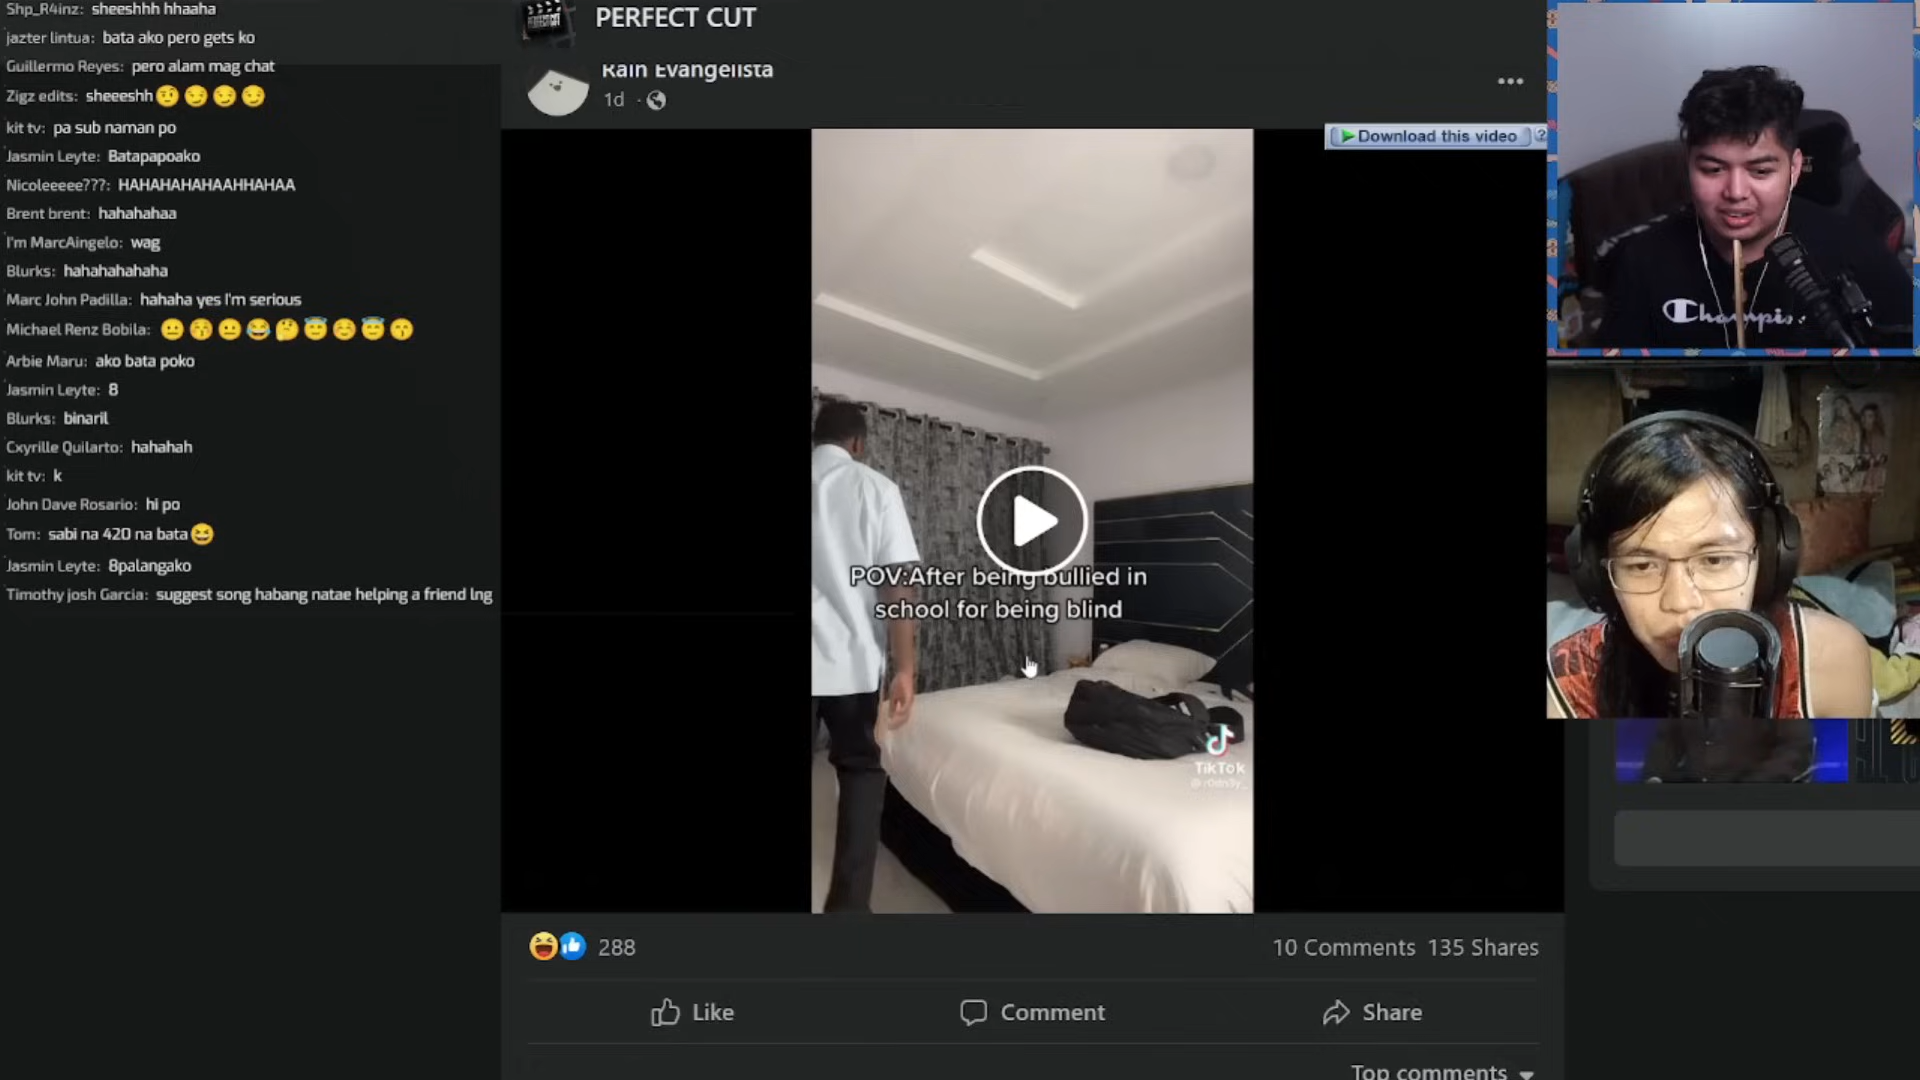 Shp_R4inz: sheeshhh hhaaha
jazter lintua: bata ako pero gets ko
Guillermo Reyes: pero alam mag chat
Zigz edits: sheeeshh🤨😏😏😏
kit tv: pa sub naman po
Jasmin Leyte: Batapapoako
Nicoleeeee???: HAHAHAHAHAAHHAHAA
Brent brent: hahahahaa
I'm MarcAingelo: wag
Blurks: hahahahahaha
Marc John Padilla: hahaha yes I'm serious
Michael Renz Bobila: 😐😚😐😂🤔😇☺️😇😙
Arbie Maru: ako bata poko
Jasmin Leyte: 8
Blurks: binaril
Cxyrille Quilarto: hahahah
kit tv: k
John Dave Rosario: hi po
Tom: sabi na 420 na bata😆
Jasmin Leyte: 8palangako
Timothy josh Garcia: suggest song habang natae helping a friend lng
PERFECT CUT
Rain Evangelista
1d ·
Download this video ?
POV:After being bullied in
school for being blind
TikTok
288
10 Comments 135 Shares
Like
Comment
Share
Top comments
Champion